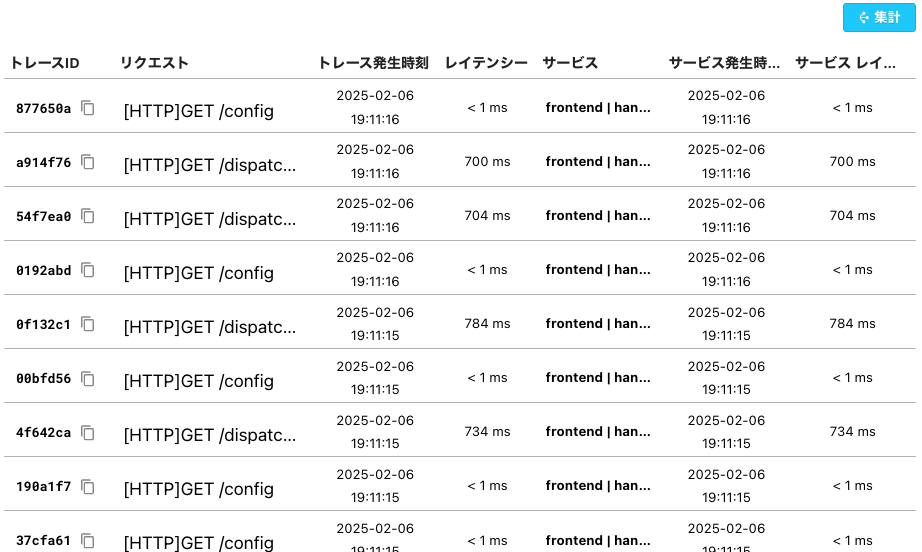 集計
トレースID リクエスト トレース発生時刻 レイテンシー サービス サービス発生時... サービス レイ...
877650a [HTTP]GET /config 2025-02-06 19:11:16 < 1 ms frontend | han... 2025-02-06 19:11:16 < 1 ms
a914f76 [HTTP]GET /dispatc... 2025-02-06 19:11:16 700 ms frontend | han... 2025-02-06 19:11:16 700 ms
54f7ea0 [HTTP]GET /dispatc... 2025-02-06 19:11:16 704 ms frontend | han... 2025-02-06 19:11:16 704 ms
0192abd [HTTP]GET /config 2025-02-06 19:11:16 < 1 ms frontend | han... 2025-02-06 19:11:16 < 1 ms
0f132c1 [HTTP]GET /dispatc... 2025-02-06 19:11:15 784 ms frontend | han... 2025-02-06 19:11:15 784 ms
00bfd56 [HTTP]GET /config 2025-02-06 19:11:15 < 1 ms frontend | han... 2025-02-06 19:11:15 < 1 ms
4f642ca [HTTP]GET /dispatc... 2025-02-06 19:11:15 734 ms frontend | han... 2025-02-06 19:11:15 734 ms
190a1f7 [HTTP]GET /config 2025-02-06 19:11:15 < 1 ms frontend | han... 2025-02-06 19:11:15 < 1 ms
37cfa61 [HTTP]GET /config 2025-02-06 19:11:15 < 1 ms frontend | han... 2025-02-06 19:11:15 < 1 ms